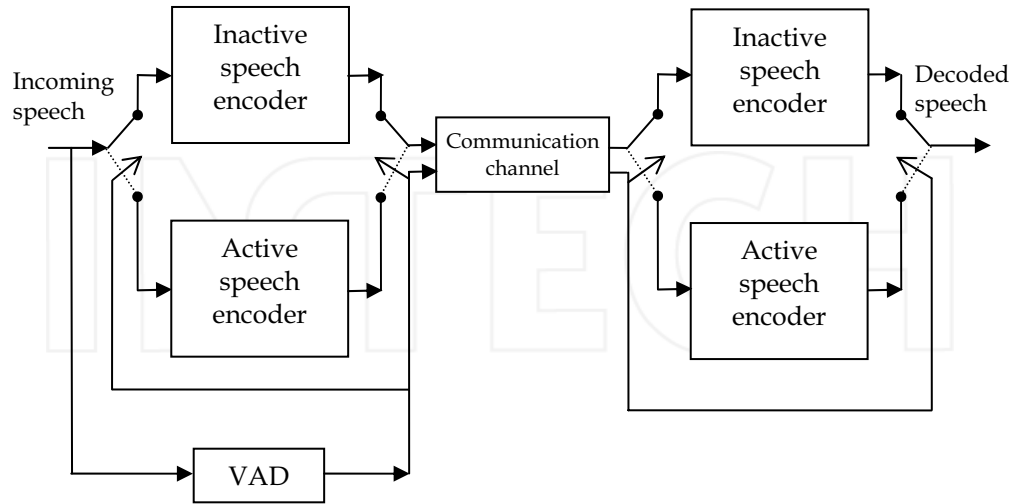 Incoming
speech
Inactive
speech
encoder
Active
speech
encoder
VAD
Communication
channel
Inactive
speech
encoder
Active
speech
encoder
Decoded
speech
INTECH